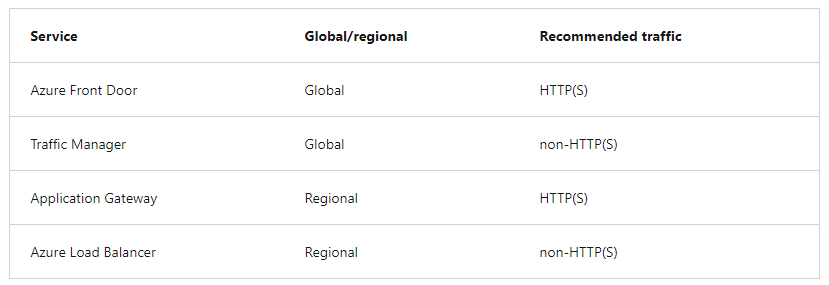 Service Global/regional Recommended traffic
Azure Front Door Global HTTP(S)
Traffic Manager Global non-HTTP(S)
Application Gateway Regional HTTP(S)
Azure Load Balancer Regional non-HTTP(S)